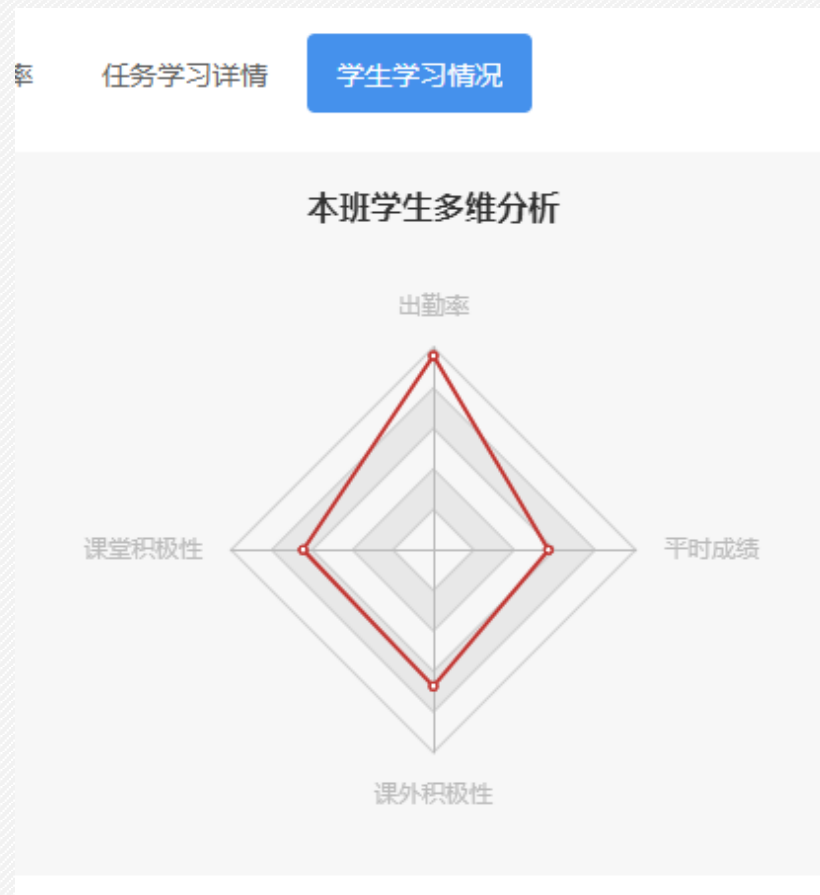 率 任务学习详情 学生学习情况
本班学生多维分析
出勤率
课堂积极性 平时成绩
课外积极性